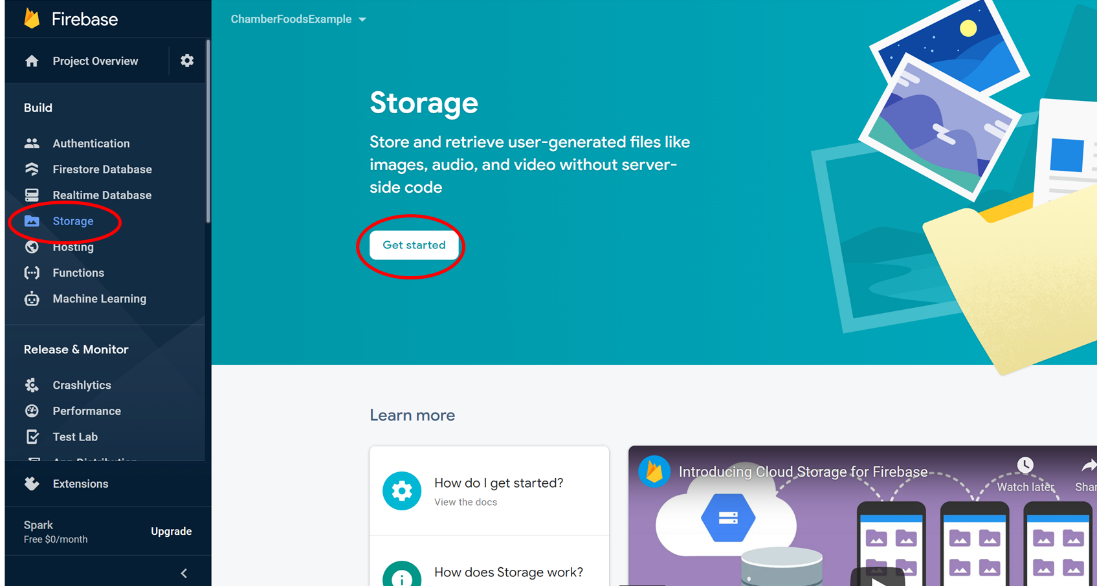 Firebase
ChamberFoodsExample
Project Overview
Build
Authentication
Firestore Database
Realtime Database
Storage
Hosting
Functions
Machine Learning
Release & Monitor
Crashlytics
Performance
Test Lab
Extensions
Spark
Free $0/month
Upgrade
Storage
Store and retrieve user-generated files like
images, audio, and video without server-
side code
Get started
Learn more
How do I get started?
View the docs
How does Storage work?
Introducing Cloud Storage for Firebase
Watch later
Shar